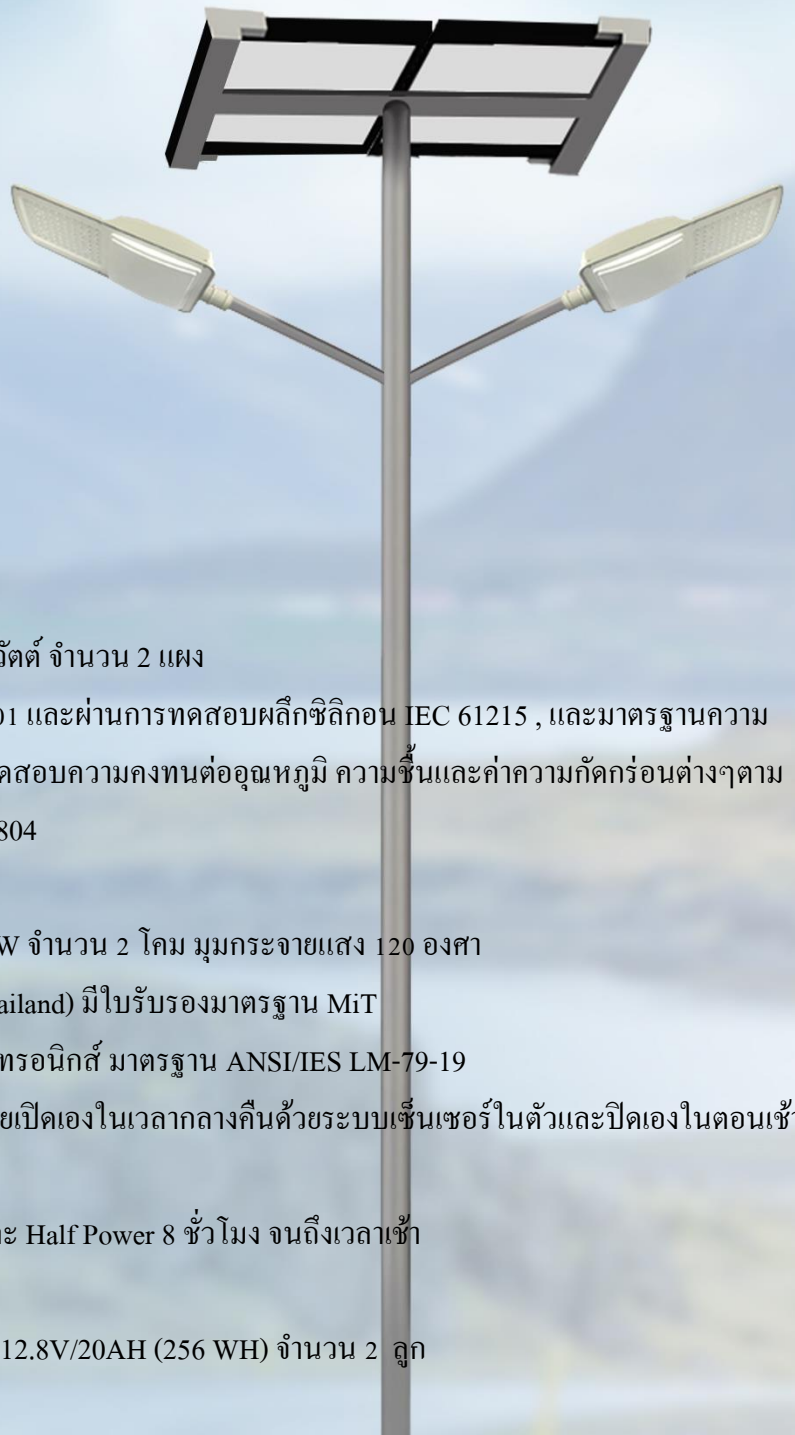 วัตต์ จำนวน 2 แผง
01 และผ่านการทดสอบผลึกซิลิกอน IEC 61215 , และมาตรฐานความ
ดสอบความคงทนต่ออุณหภูมิ ความชื้นและค่าความกัดกร่อนต่างๆตาม
804
W จำนวน 2 โคม มุมกระจายแสง 120 องศา
ailand) มีใบรับรองมาตรฐาน MiT
ทรอนิกส์ มาตรฐาน ANSI/IES LM-79-19
ยเปิดเองในเวลากลางคืนด้วยระบบเซ็นเซอร์ในตัวและปิดเองในตอนเช้า
ะ Half Power 8 ชั่วโมง จนถึงเวลาเช้า
12.8V/20AH (256 WH) จำนวน 2 ลูก